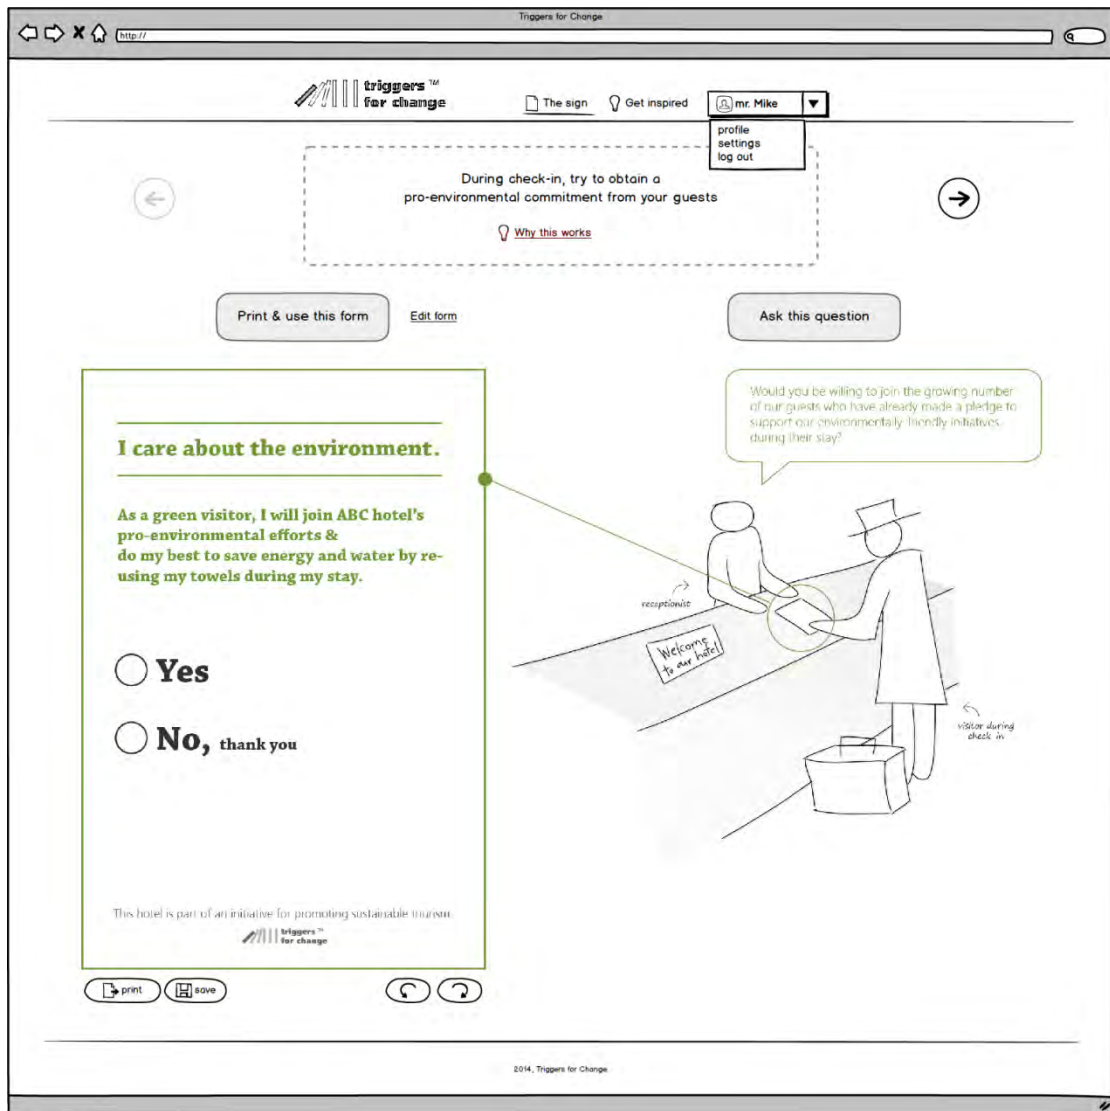 Triggers for Change
http://
triggers ™
for change
The sign
Get inspired
mr. Mike
profile
settings
log out
During check-in, try to obtain a
pro-environmental commitment from your guests
Why this works
Print & use this form
Edit form
Ask this question
I care about the environment.
As a green visitor, I will join ABC hotel's
pro-environmental efforts &
do my best to save energy and water by re-
using my towels during my stay.
Yes
No, thank you
This hotel is part of an initiative for promoting sustainable tourism.
triggers ™
for change
print
save
Would you be willing to join the growing number
of our guests who have already made a pledge to
support our environmentally-friendly initiatives
during their stay?
receptionist
Welcome
to our hotel
visitor during
check in
2014, Triggers for Change